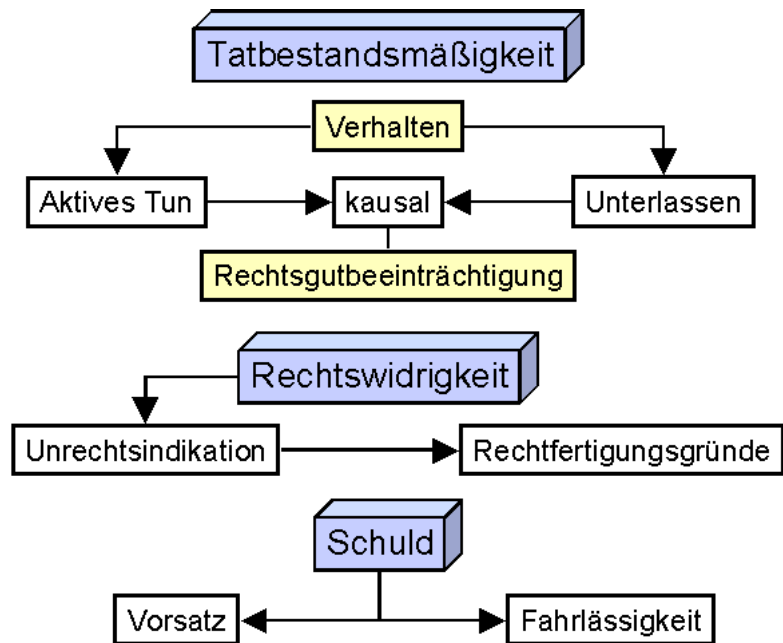 Tatbestandsmäßigkeit
Verhalten
Aktives Tun
kausal
Unterlassen
Rechtsgutbeeinträchtigung
Rechtswidrigkeit
Unrechtsindikation
Rechtfertigungsgründe
Schuld
Vorsatz
Fahrlässigkeit